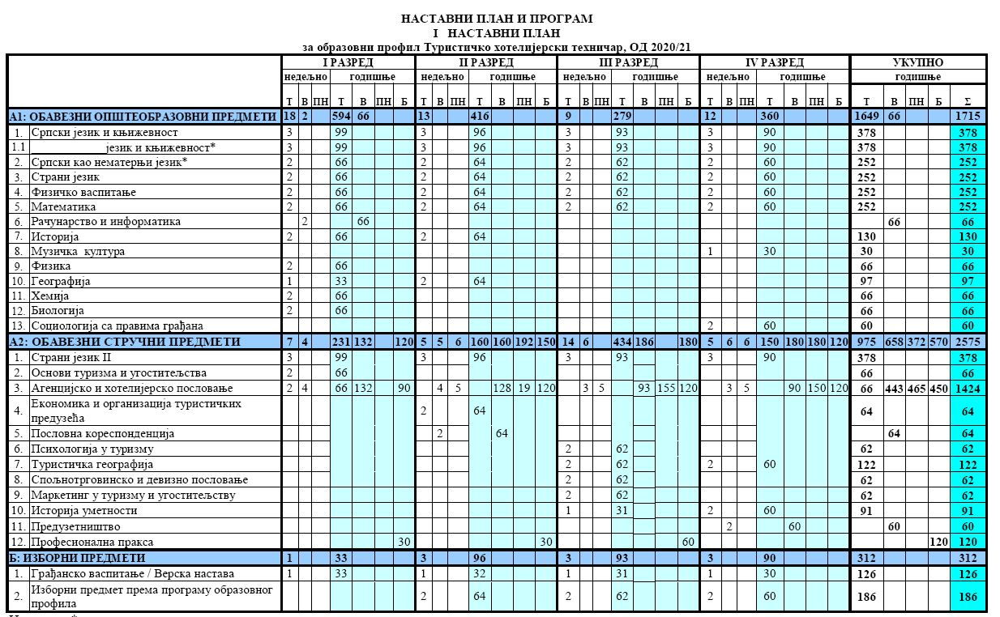 НАСТАВНИ ПЛАН И ПРОГРАМ
I НАСТАВНИ ПЛАН
за образовни профил Туристичко хотелијерски техничар, ОД 2020/21
I РАЗРЕД II РАЗРЕД III РАЗРЕД IV РАЗРЕД УКУПНО
недељно годишње недељно годишње недељно годишње недељно годишње годишње
Т В ПН Т В ПН Б Т В ПН Т В ПН Б Т В ПН Т В ПН Б Т В ПН Т В ПН Б Т В ПН Б Σ
А1: ОБАВЕЗНИ ОПШТЕОБРАЗОВНИ ПРЕДМЕТИ 18 2 594 66 13 416 9 279 12 360 1649 66 1715
1. Српски језик и књижевност 3 99 3 96 3 93 3 90 378 378
1.1 ____________језик и књижевност* 3 99 3 96 3 93 3 90 378 378
2. Српски као нематерњи језик* 2 66 2 64 2 62 2 60 252 252
3. Страни језик 2 66 2 64 2 62 2 60 252 252
4. Физичко васпитање 2 66 2 64 2 62 2 60 252 252
5. Математика 2 66 2 64 2 62 2 60 252 252
6. Рачунарство и информатика 2 66 66 66
7. Историја 2 66 2 64 130 130
8. Музичка култура 1 30 30 30
9. Физика 2 66 66 66
10. Географија 1 33 2 64 97 97
11. Хемија 2 66 66 66
12. Биологија 2 66 66 66
13. Социологија са правима грађана 2 60 60 60
А2: ОБАВЕЗНИ СТРУЧНИ ПРЕДМЕТИ 7 4 231 132 120 5 5 6 160 160 192 150 14 6 434 186 180 5 6 6 150 180 180 120 975 658 372 570 2575
1. Страни језик II 3 99 3 96 3 93 3 90 378 378
2. Основи туризма и угоститељства 2 66 66 66
3. Агенцијско и хотелијерско пословање 2 4 66 132 90 4 5 128 19 120 3 5 93 155 120 3 5 90 150 120 66 443 465 450 1424
4. Економика и организација туристичких
предузећа 2 64 64 64
5. Пословна кореспонденција 2 64 64 64
6. Психологија у туризму 2 62 62 62
7. Туристичка географија 2 62 2 60 122 122
8. Спољнотрговинско и девизно пословање 2 62 62 62
9. Маркетинг у туризму и угоститељству 2 62 62 62
10. Историја уметности 1 31 2 60 91 91
11. Предузетништво 2 60 60 60
12. Професионална пракса 30 30 60 120 120
Б: ИЗБОРНИ ПРЕДМЕТИ 1 33 3 96 3 93 3 90 312 312
1. Грађанско васпитање / Верска настава 1 33 1 32 1 31 1 30 126 126
2. Изборни предмет према програму образовног
профила 2 64 2 62 2 60 186 186